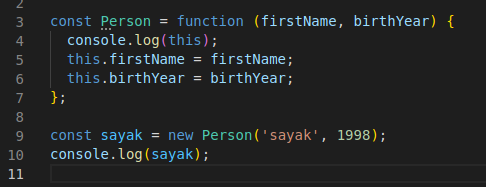 2
3 const Person = function (firstName, birthYear) {
4   console.log(this);
5   this.firstName = firstName;
6   this.birthYear = birthYear;
7 };
8
9 const sayak = new Person('sayak', 1998);
10 console.log(sayak);
11